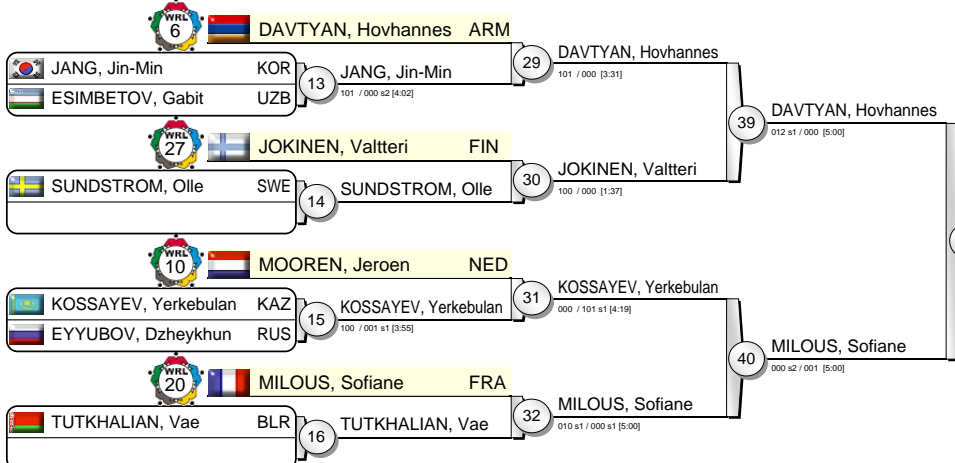 WRL
6
DAVTYAN, Hovhannes ARM
JANG, Jin-Min KOR
ESIMBETOV, Gabit UZB
13
JANG, Jin-Min
101 / 000 s2 [4:02]
29
DAVTYAN, Hovhannes
101 / 000 [3:31]
WRL
27
JOKINEN, Valtteri FIN
SUNDSTROM, Olle SWE
14
SUNDSTROM, Olle
30
JOKINEN, Valtteri
100 / 000 [1:37]
39
DAVTYAN, Hovhannes
012 s1 / 000 [5:00]
WRL
10
MOOREN, Jeroen NED
KOSSAYEV, Yerkebulan KAZ
EYYUBOV, Dzheykhun RUS
15
KOSSAYEV, Yerkebulan
100 / 001 s1 [3:55]
31
KOSSAYEV, Yerkebulan
000 / 101 s1 [4:19]
WRL
20
MILOUS, Sofiane FRA
TUTKHALIAN, Vae BLR
16
TUTKHALIAN, Vae
32
MILOUS, Sofiane
010 s1 / 000 s1 [5:00]
40
MILOUS, Sofiane
000 s2 / 001 [5:00]